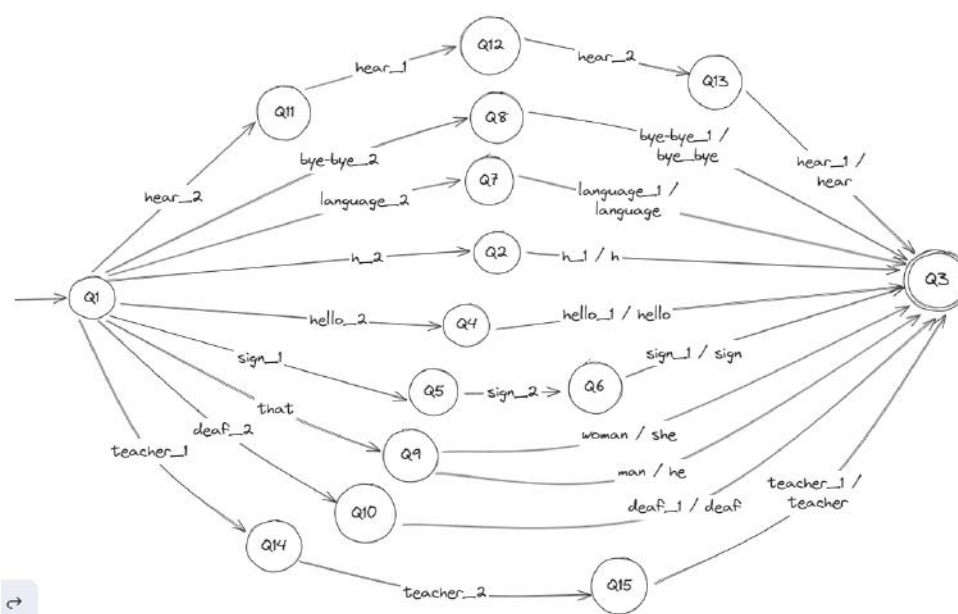 Q12
hear_1
hear_2
Q13
Q11
Q8
bye-bye_1 /
bye_bye
bye-bye_2
hear_1 /
hear
Q7
language_1 /
language
hear_2
language_2
h_2
Q2
h_1 / h
Q3
Q1
hello_2
Q4
hello_1 / hello
sign_1
sign_1 / sign
Q5
sign_2
Q6
that
deaf_2
woman / she
teacher_1
Q9
man / he
teacher_1 /
teacher
Q10
deaf_1 / deaf
Q14
Q15
teacher_2